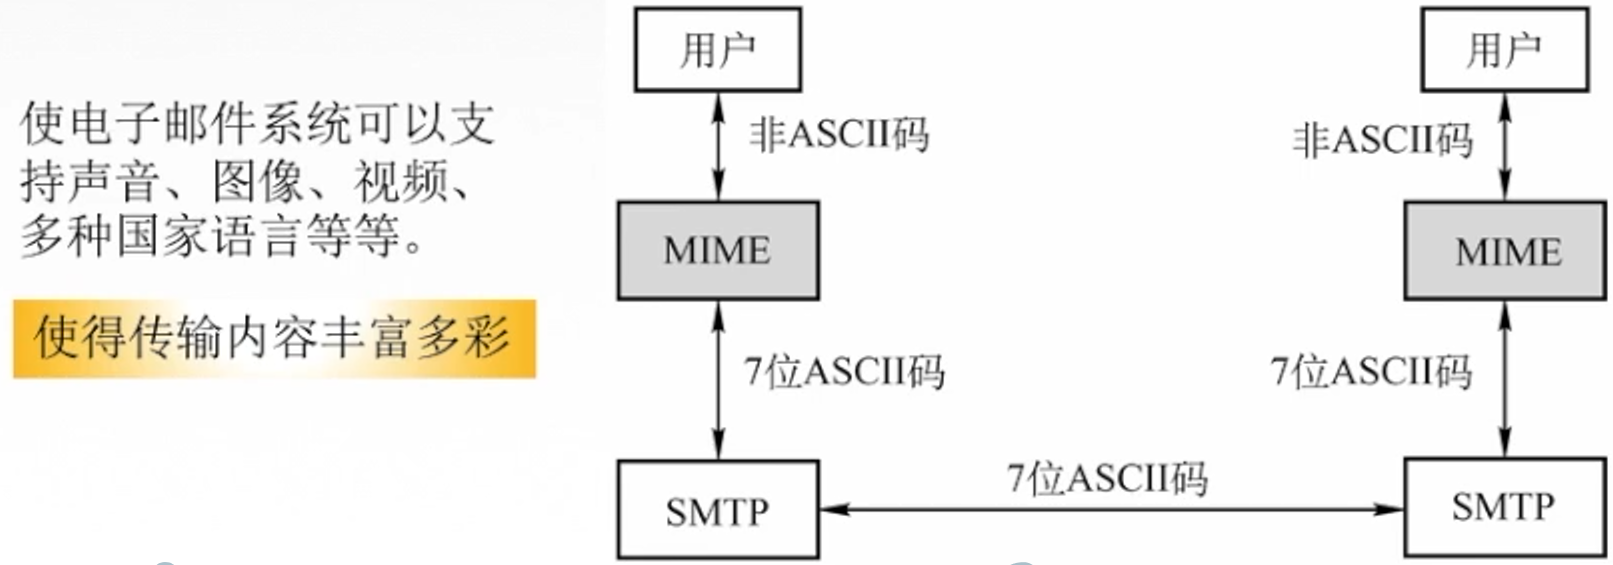 使电子邮件系统可以支
持声音、图像、视频、
多种国家语言等等。
使得传输内容丰富多彩
用户
用户
非ASCII码
非ASCII码
MIME
MIME
7位ASCII码
7位ASCII码
7位ASCII码
SMTP
SMTP